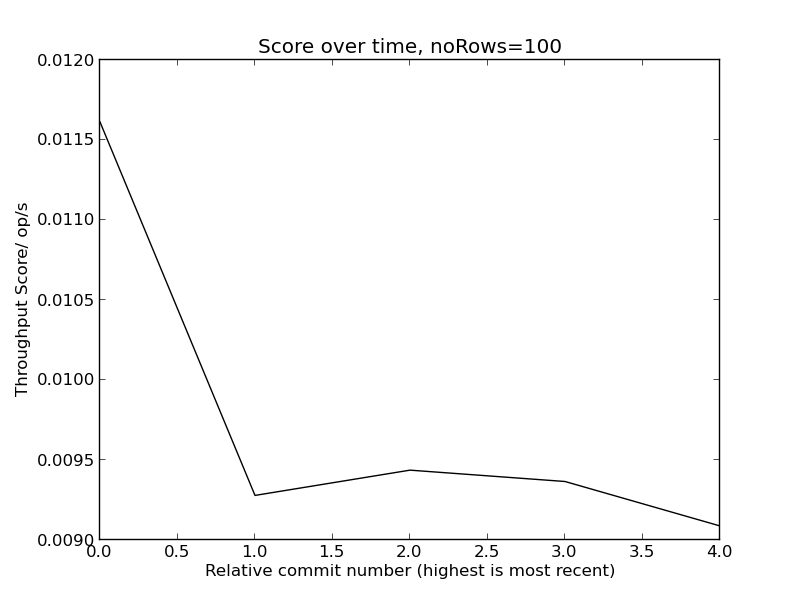 Score over time, noRows=100
0.0120
0.0115
0.0110
0.0105
0.0100
0.0095
0.0090
Throughput Score/ op/s
0.0 0.5 1.0 1.5 2.0 2.5 3.0 3.5 4.0
Relative commit number (highest is most recent)